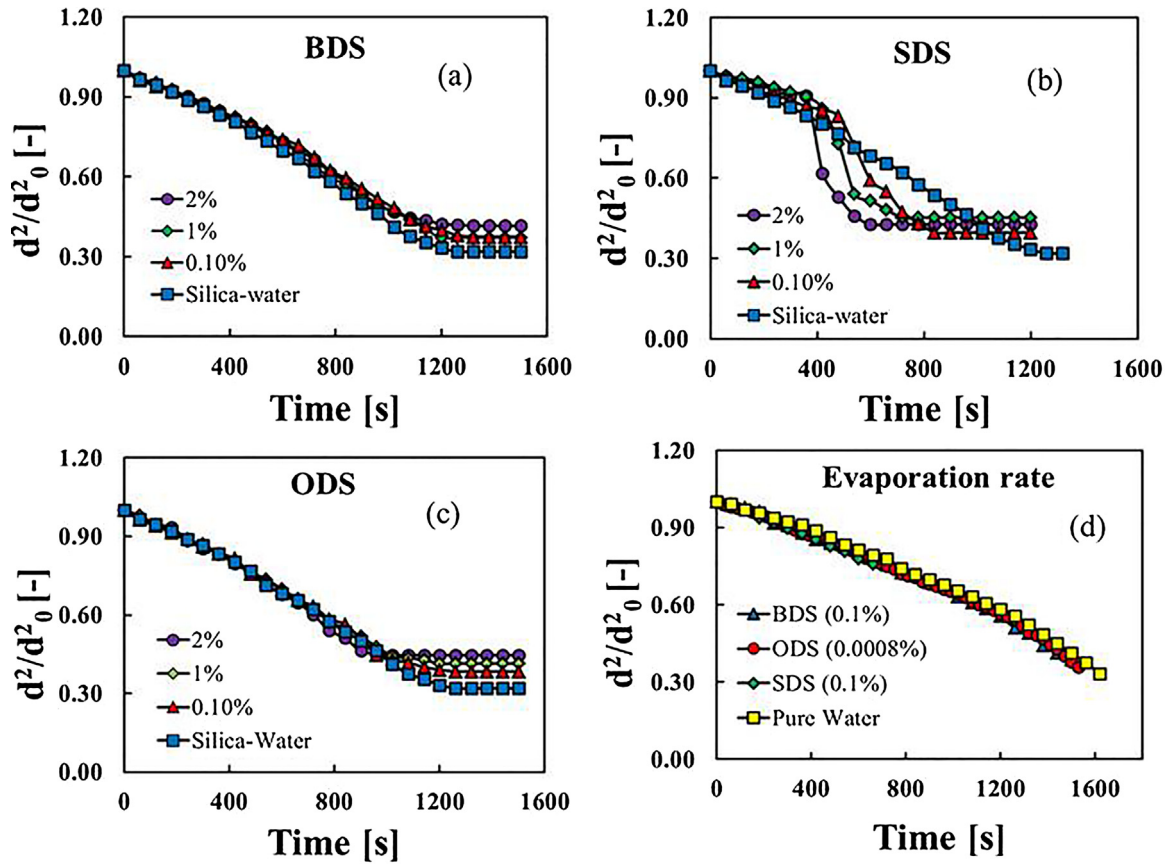 1.20
0.90
0.60
0.30
0.00
d²/d²₀ [-]
BDS
(a)
2%
1%
0.10%
Silica-water
0
400
800
1200
1600
Time [s]
1.20
0.90
0.60
0.30
0.00
d²/d²₀ [-]
SDS
(b)
2%
1%
0.10%
Silica-water
0
400
800
1200
1600
Time [s]
1.20
0.90
0.60
0.30
0.00
d²/d²₀ [-]
ODS
(c)
2%
1%
0.10%
Silica-Water
0
400
800
1200
1600
Time [s]
1.20
0.90
0.60
0.30
0.00
d²/d²₀ [-]
Evaporation rate
(d)
BDS (0.1%)
ODS (0.0008%)
SDS (0.1%)
Pure Water
0
400
800
1200
1600
Time [s]